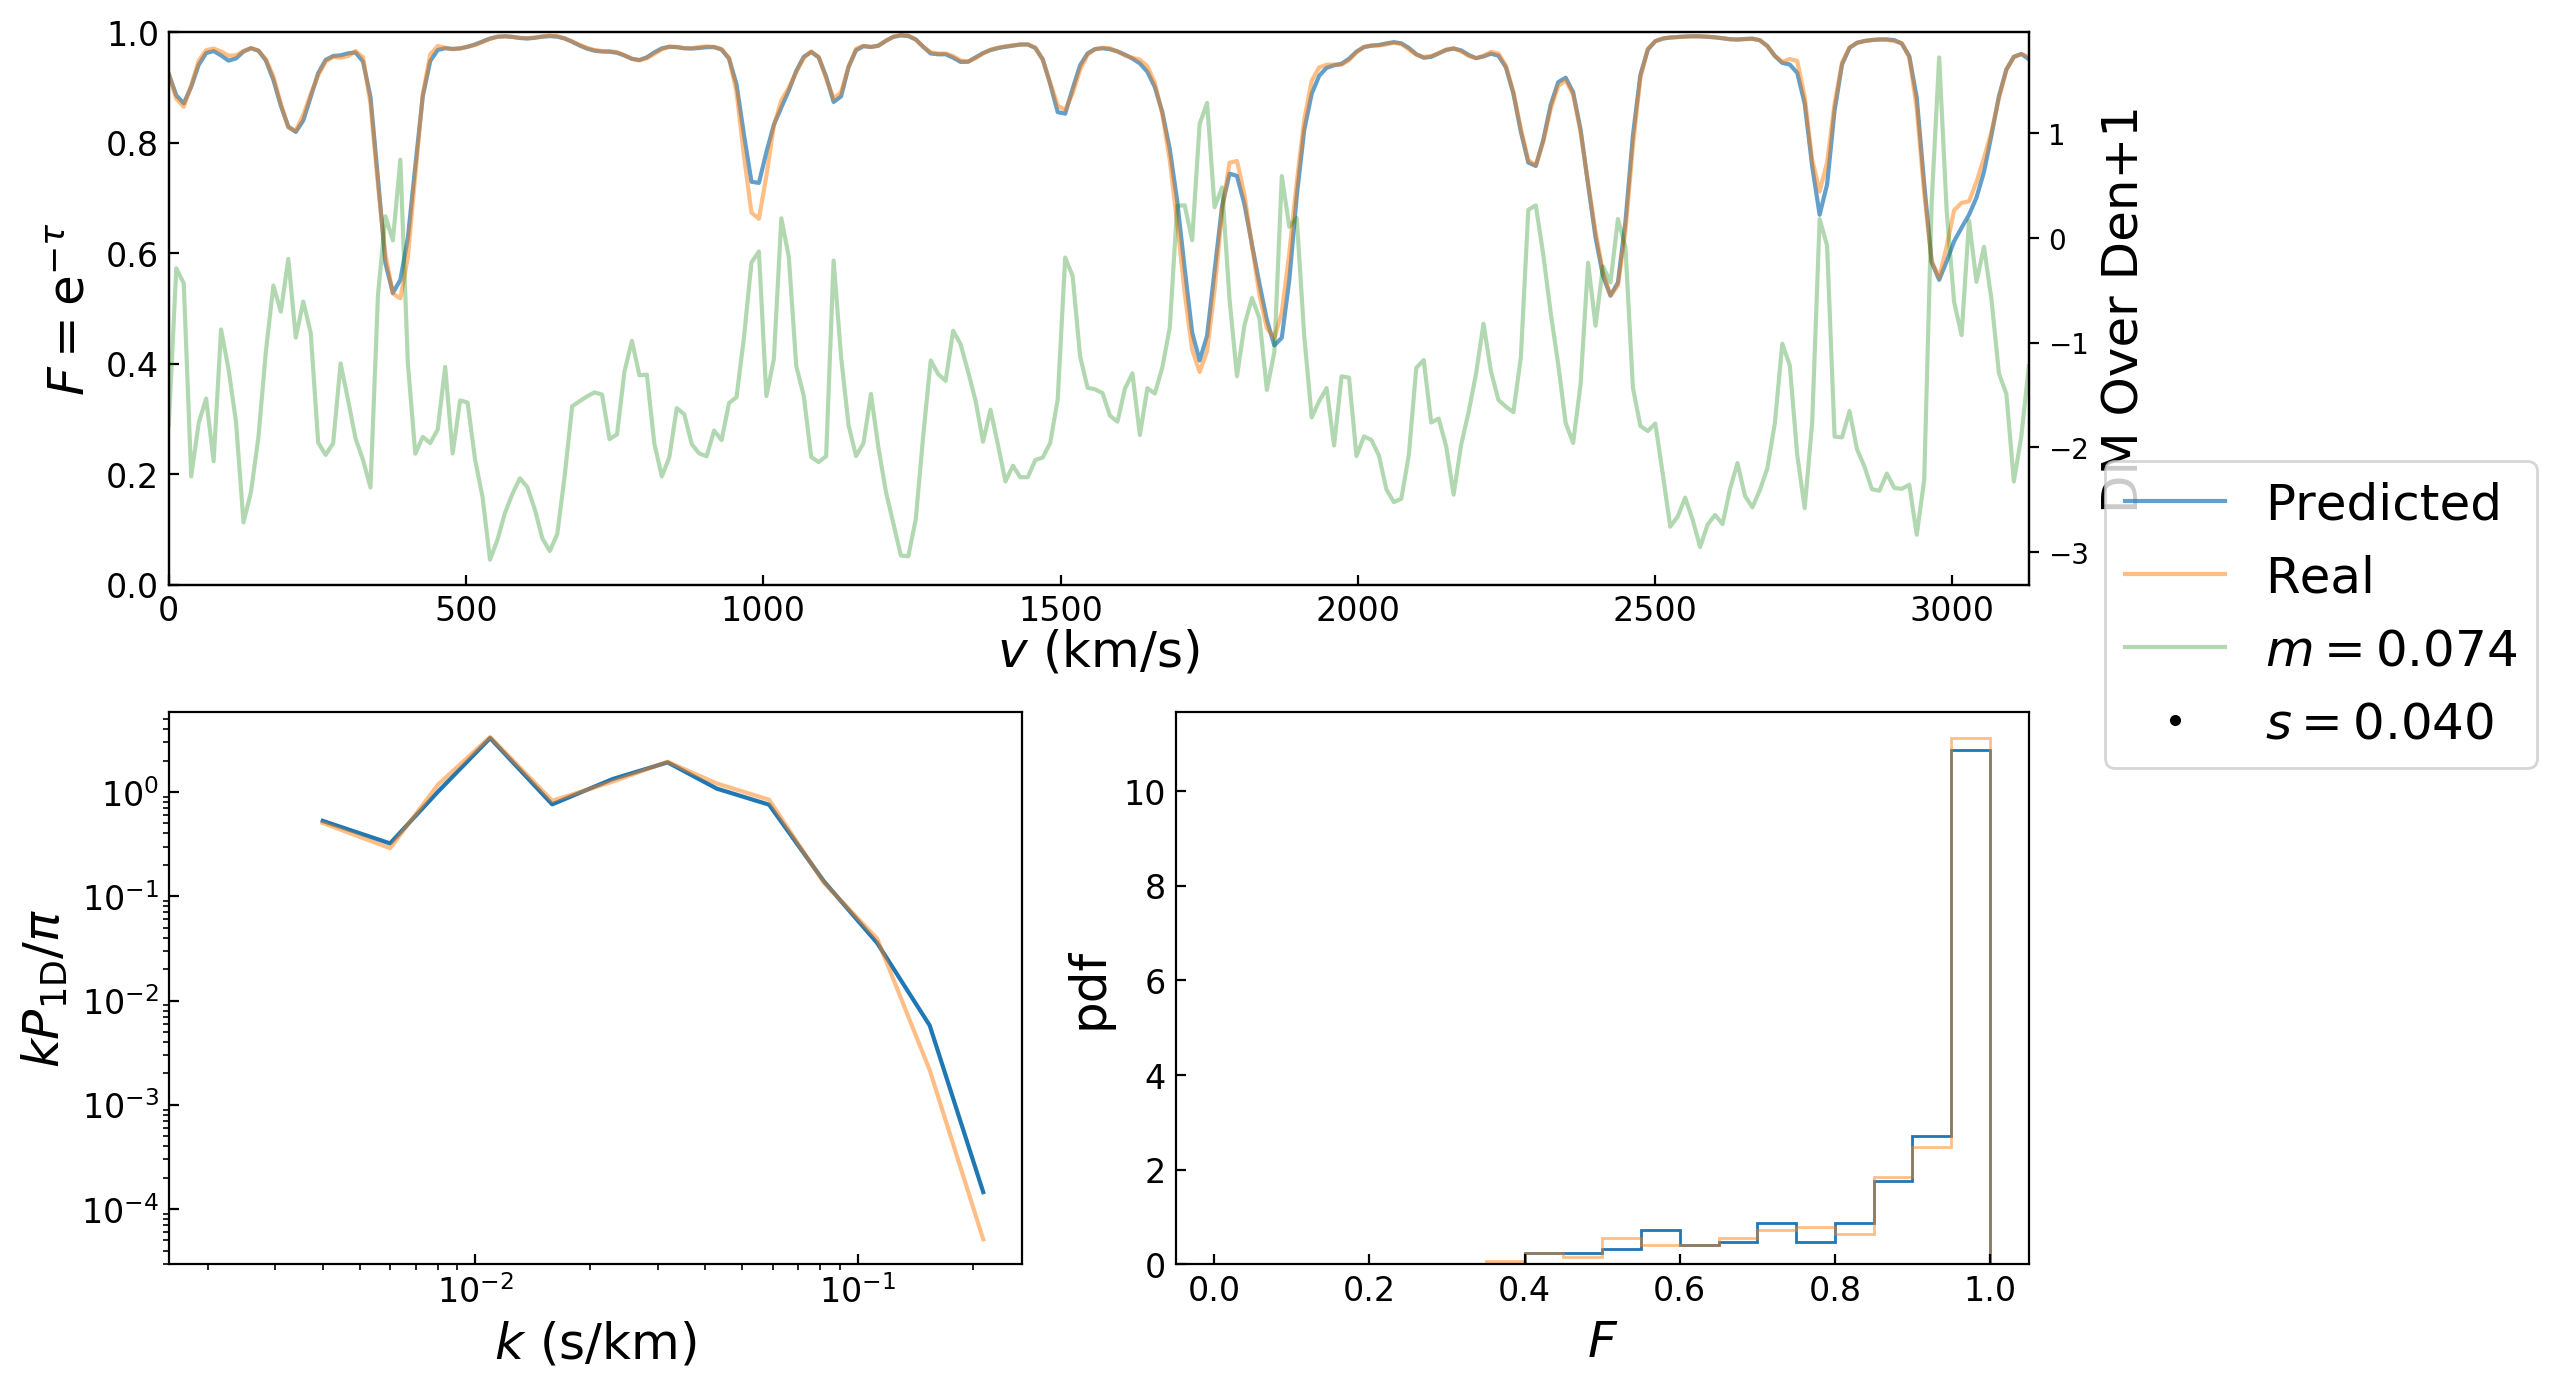 1.0
0.8
0.6
0.4
0.2
0.0
F = e^{−τ}
0 500 1000 1500 2000 2500 3000
v (km/s)
1
0
−1
−2
−3
DM Over Den+1
Predicted
Real
m = 0.074
s = 0.040
10^0
10^{−1}
10^{−2}
10^{−3}
10^{−4}
kP_{1D}/π
10^{−2} 10^{−1}
k (s/km)
10
8
6
4
2
0
pdf
0.0 0.2 0.4 0.6 0.8 1.0
F